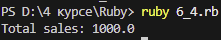 PS D:\4 курсе\Ruby> ruby 6_4.rb
Total sales: 1000.0